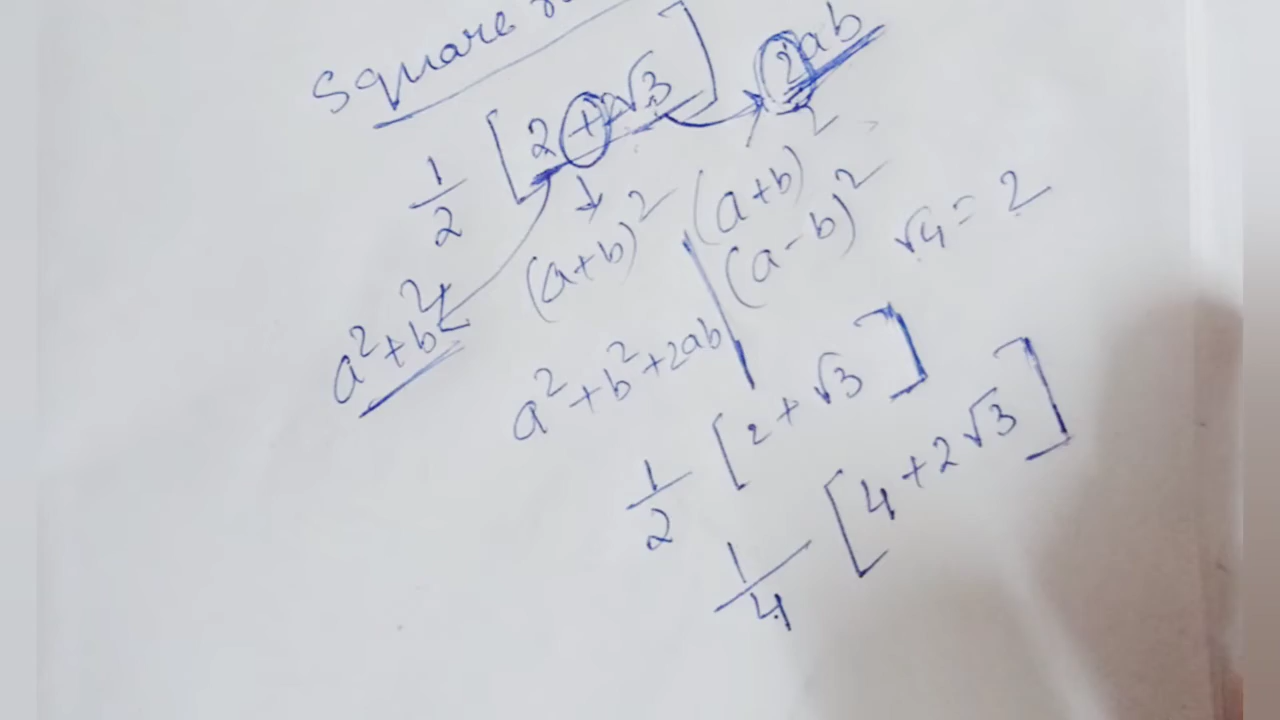 Square
1/2 [2+2√3] 2ab
(a+b)² (a+b)²
(a-b)² √4 = 2
a²+b²
a²+b²+2ab
1/2 [2+√3]
1/4 [4+2√3]